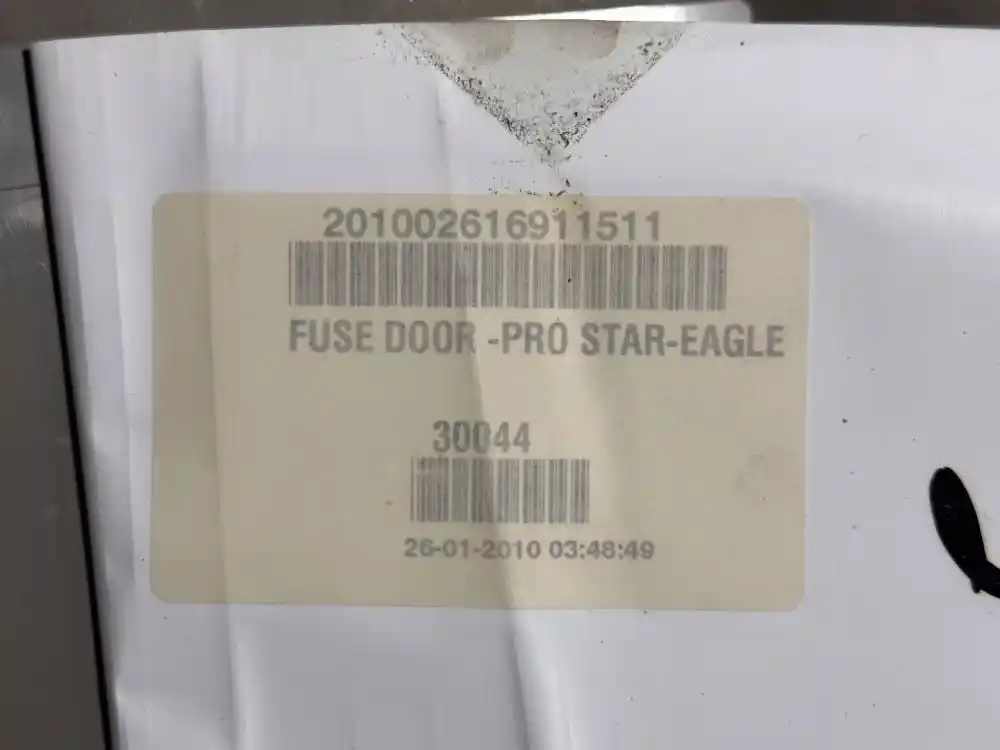 201002616911511
FUSE DOOR -PRO STAR-EAGLE
30044
26-01-2010 03:48:49